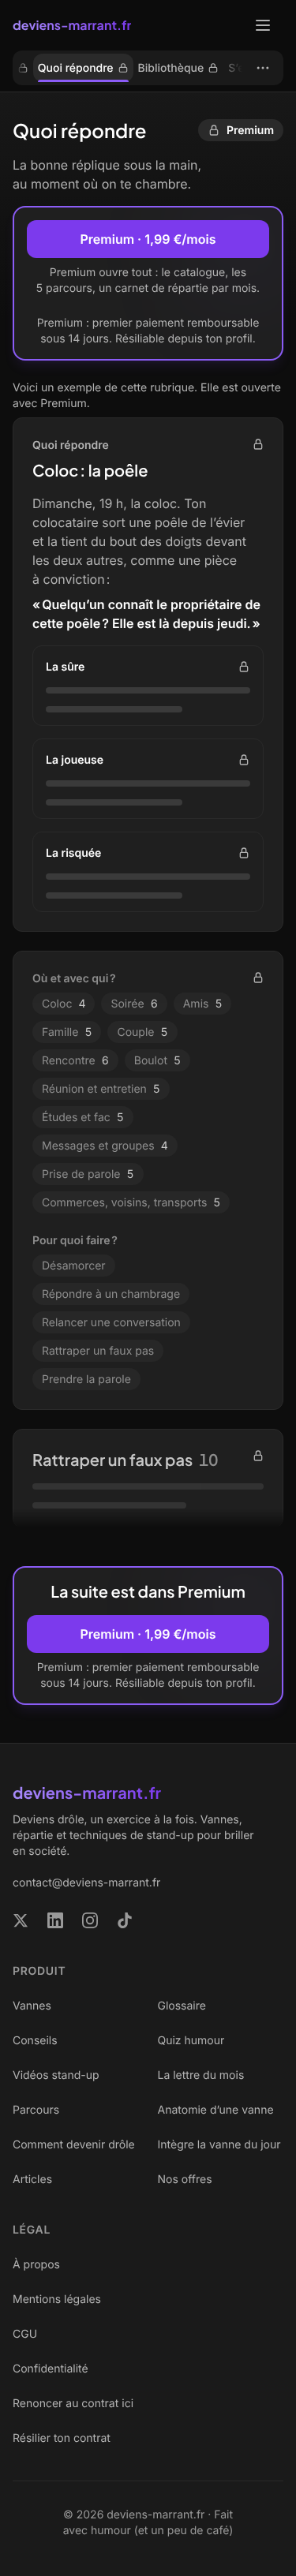 deviens-marrant.fr
Quoi répondre
Bibliothèque
Quoi répondre
Premium
La bonne réplique sous la main,
au moment où on te chambre.
Premium · 1,99 €/mois
Premium ouvre tout : le catalogue, les
5 parcours, un carnet de répartie par mois.
Premium : premier paiement remboursable
sous 14 jours. Résiliable depuis ton profil.
Voici un exemple de cette rubrique. Elle est ouverte
avec Premium.
Quoi répondre
Coloc : la poêle
Dimanche, 19 h, la coloc. Ton
colocataire sort une poêle de l’évier
et la tient du bout des doigts devant
les deux autres, comme une pièce
à conviction :
« Quelqu’un connaît le propriétaire de
cette poêle ? Elle est là depuis jeudi. »
La sûre
La joueuse
La risquée
Où et avec qui ?
Coloc 4 Soirée 6 Amis 5
Famille 5 Couple 5
Rencontre 6 Boulot 5
Réunion et entretien 5
Études et fac 5
Messages et groupes 4
Prise de parole 5
Commerces, voisins, transports 5
Pour quoi faire ?
Désamorcer
Répondre à un chambrage
Relancer une conversation
Rattraper un faux pas
Prendre la parole
Rattraper un faux pas 10
La suite est dans Premium
Premium · 1,99 €/mois
Premium : premier paiement remboursable
sous 14 jours. Résiliable depuis ton profil.
deviens-marrant.fr
Deviens drôle, un exercice à la fois. Vannes,
répartie et techniques de stand-up pour briller
en société.
contact@deviens-marrant.fr
PRODUIT
Vannes
Glossaire
Conseils
Quiz humour
Vidéos stand-up
La lettre du mois
Parcours
Anatomie d’une vanne
Comment devenir drôle
Intègre la vanne du jour
Articles
Nos offres
LÉGAL
À propos
Mentions légales
CGU
Confidentialité
Renoncer au contrat ici
Résilier ton contrat
© 2026 deviens-marrant.fr · Fait
avec humour (et un peu de café)